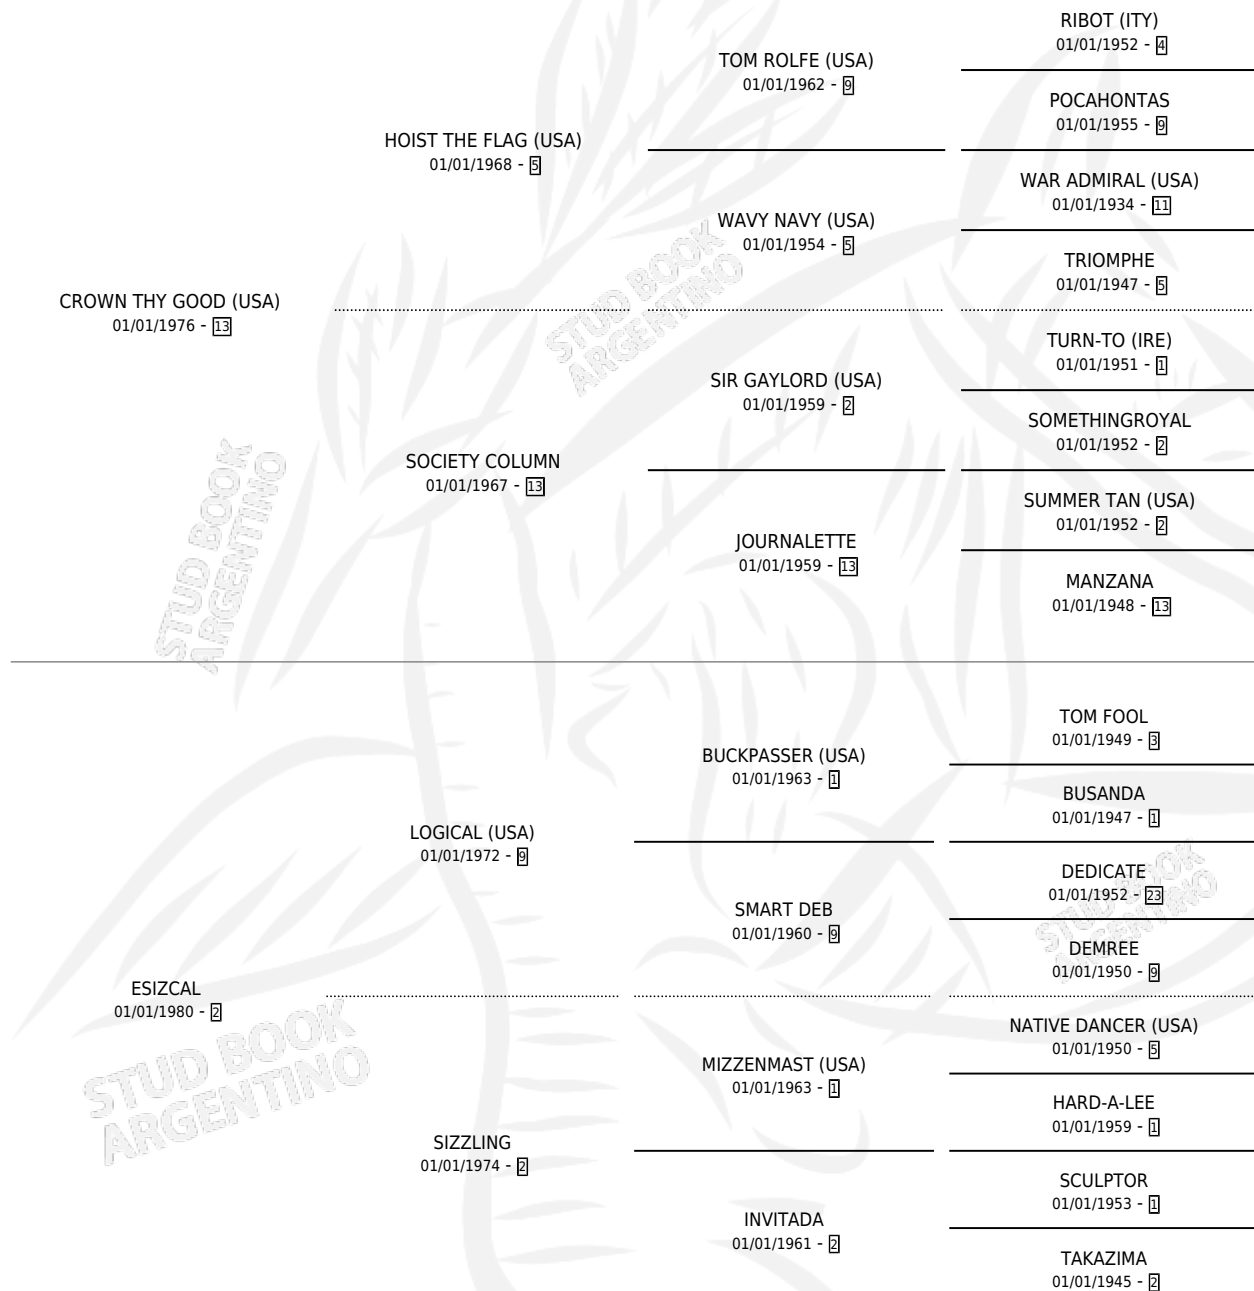 CROWN THY GOOD (USA)
01/01/1976 - 13
HOIST THE FLAG (USA)
01/01/1968 - 5
TOM ROLFE (USA)
01/01/1962 - 9
RIBOT (ITY)
01/01/1952 - 4
POCAHONTAS
01/01/1955 - 9
WAVY NAVY (USA)
01/01/1954 - 5
WAR ADMIRAL (USA)
01/01/1934 - 11
TRIOMPHE
01/01/1947 - 5
SOCIETY COLUMN
01/01/1967 - 13
SIR GAYLORD (USA)
01/01/1959 - 2
TURN-TO (IRE)
01/01/1951 - 1
SOMETHINGROYAL
01/01/1952 - 2
JOURNALETTE
01/01/1959 - 13
SUMMER TAN (USA)
01/01/1952 - 2
MANZANA
01/01/1948 - 13
ESIZCAL
01/01/1980 - 2
LOGICAL (USA)
01/01/1972 - 9
BUCKPASSER (USA)
01/01/1963 - 1
TOM FOOL
01/01/1949 - 3
BUSANDA
01/01/1947 - 1
SMART DEB
01/01/1960 - 9
DEDICATE
01/01/1952 - 23
DEMREE
01/01/1950 - 9
SIZZLING
01/01/1974 - 2
MIZZENMAST (USA)
01/01/1963 - 1
NATIVE DANCER (USA)
01/01/1950 - 5
HARD-A-LEE
01/01/1959 - 1
INVITADA
01/01/1961 - 2
SCULPTOR
01/01/1953 - 1
TAKAZIMA
01/01/1945 - 2
STUD BOOK
ARGENTINO
STUD BOOK
ARGENTINO
STUD BOOK
ARGENTINO
STUD BOOK
ARGENTINO